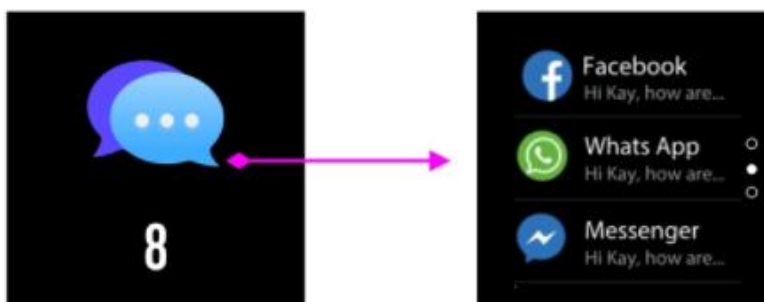 8
Facebook
Hi Kay, how are...
Whats App
Hi Kay, how are...
Messenger
Hi Kay, how are...